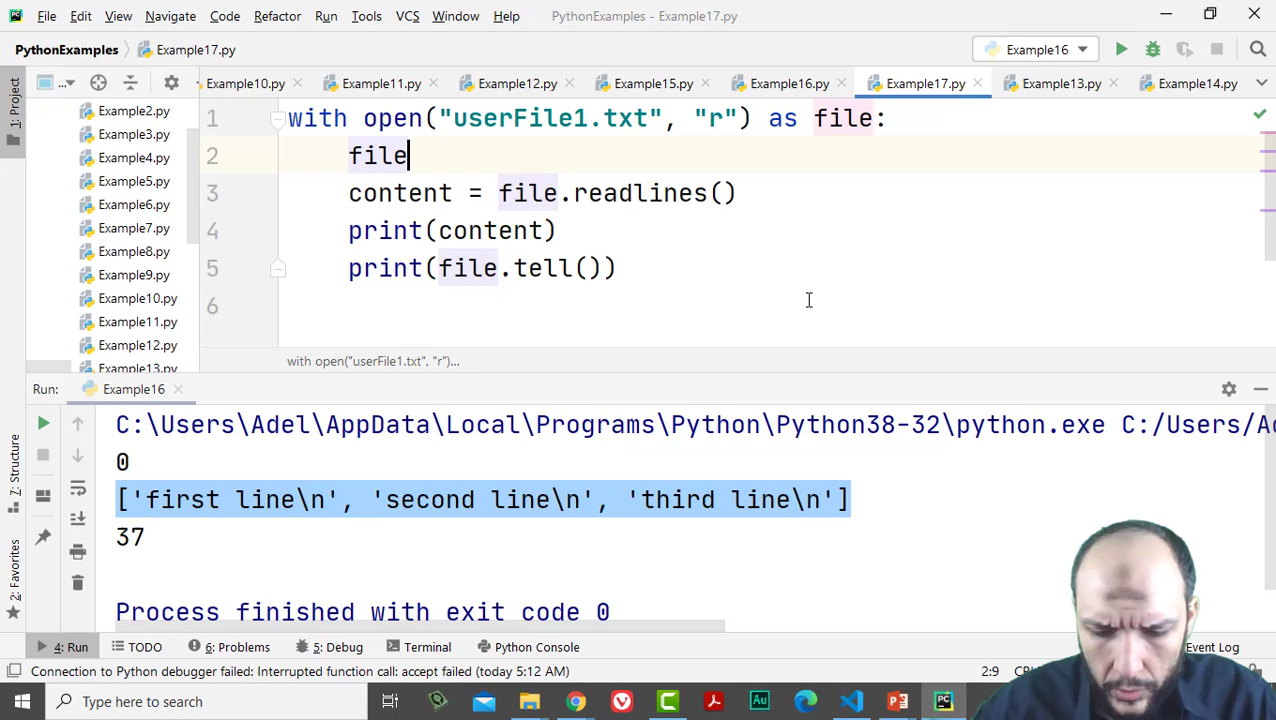 File Edit View Navigate Code Refactor Run Tools VCS Window Help PythonExamples - Example17.py
PythonExamples Example17.py Example16
1: Project
Example10.py Example11.py Example12.py Example15.py Example16.py Example17.py Example13.py Example14.py
Example2.py
Example3.py
Example4.py
Example5.py
Example6.py
Example7.py
Example8.py
Example9.py
Example10.py
Example11.py
Example12.py
Example13.py
1 with open("userFile1.txt", "r") as file:
2 file
3 content = file.readlines()
4 print(content)
5 print(file.tell())
6
with open("userFile1.txt", "r")...
Run: Example16
C:\Users\Adel\AppData\Local\Programs\Python\Python38-32\python.exe C:/Users/A
0
['first line\n', 'second line\n', 'third line\n']
37
Process finished with exit code 0
7: Structure
2: Favorites
4: Run TODO 6: Problems 5: Debug Terminal Python Console Event Log
Connection to Python debugger failed: Interrupted function call: accept failed (today 5:12 AM) 2:9
Type here to search